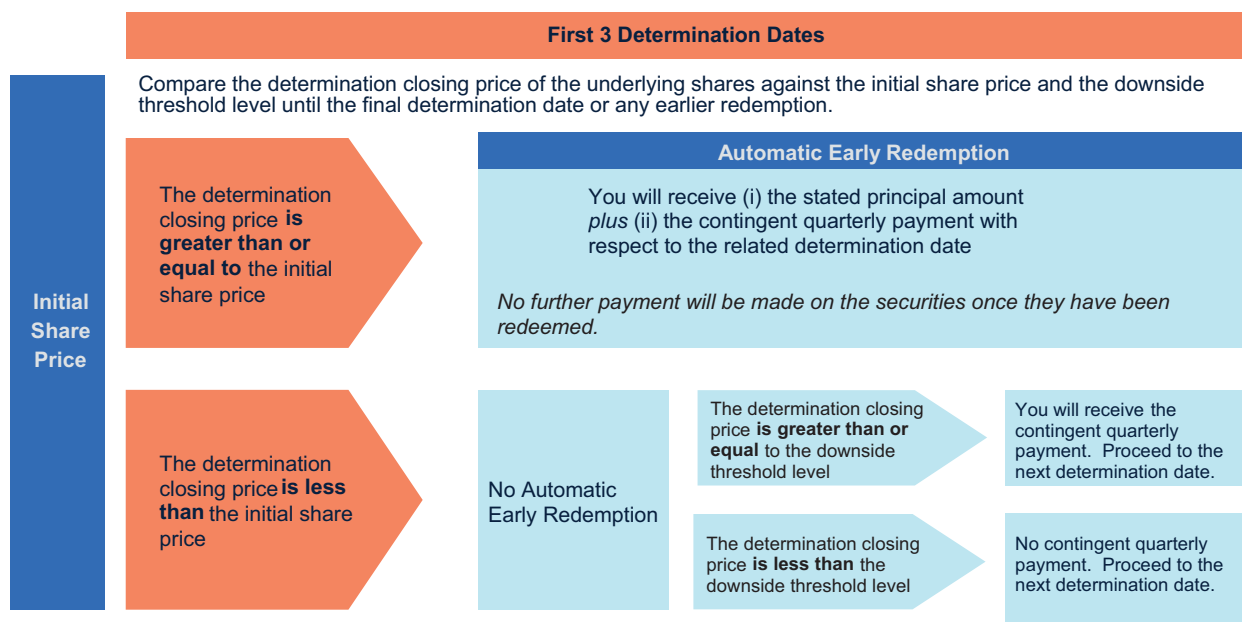 First 3 Determination Dates
Compare the determination closing price of the underlying shares against the initial share price and the downside
threshold level until the final determination date or any earlier redemption.
Initial
Share
Price
The determination
closing price is
greater than or
equal to the initial
share price
Automatic Early Redemption
You will receive (i) the stated principal amount
plus (ii) the contingent quarterly payment with
respect to the related determination date
No further payment will be made on the securities once they have been
redeemed.
The determination
closing price is less
than the initial share
price
No Automatic
Early Redemption
The determination closing
price is greater than or
equal to the downside
threshold level
You will receive the
contingent quarterly
payment. Proceed to the
next determination date.
The determination closing
price is less than the
downside threshold level
No contingent quarterly
payment. Proceed to the
next determination date.